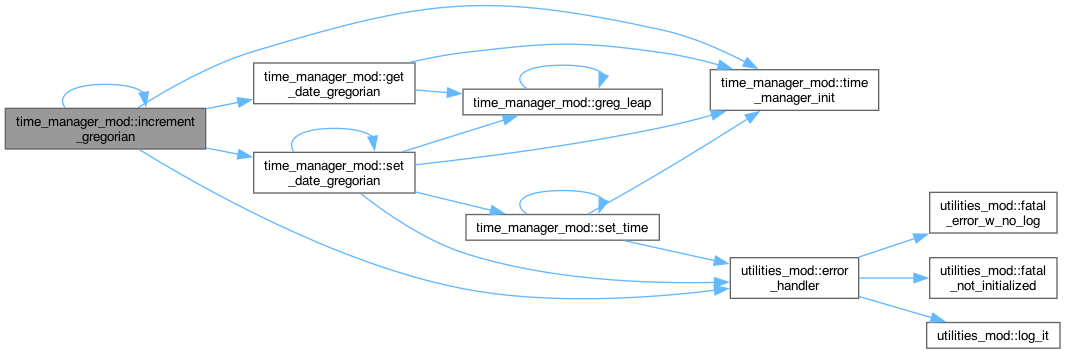 time_manager_mod::increment
_gregorian
time_manager_mod::get
_date_gregorian
time_manager_mod::set
_date_gregorian
time_manager_mod::greg_leap
time_manager_mod::set_time
time_manager_mod::time
_manager_init
utilities_mod::error
_handler
utilities_mod::fatal
_error_w_no_log
utilities_mod::fatal
_not_initialized
utilities_mod::log_it